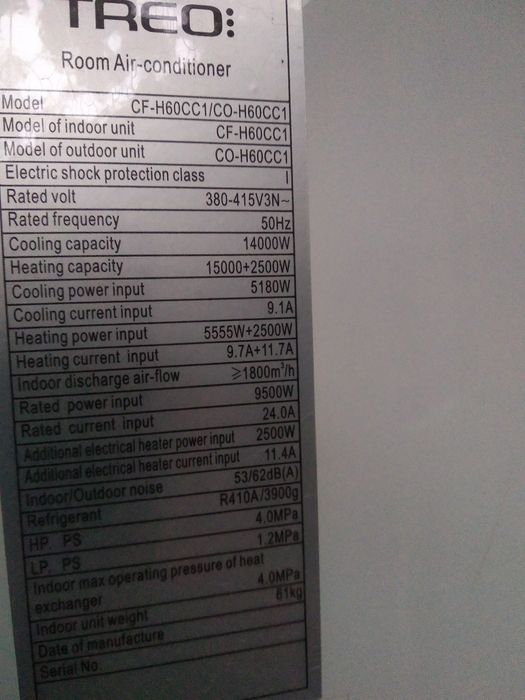 TREO
Room Air-conditioner
Model CF-H60CC1/CO-H60CC1
Model of indoor unit CF-H60CC1
Model of outdoor unit CO-H60CC1
Electric shock protection class I
Rated volt 380-415V3N~
Rated frequency 50Hz
Cooling capacity 14000W
Heating capacity 15000+2500W
Cooling power input 5180W
Cooling current input 9.1A
Heating power input 5555W+2500W
Heating current input 9.7A+11.7A
Indoor discharge air-flow ≥1800m³/h
Rated power input 9500W
Rated current input 24.0A
Additional electrical heater power input 2500W
Additional electrical heater current input 11.4A
Indoor/Outdoor noise 53/62dB(A)
Refrigerant R410A/3900g
HP. PS 4.0MPa
LP. PS 1.2MPa
Indoor max operating pressure of heat
exchanger 4.0MPa
Indoor unit weight 61kg
Date of manufacture
Serial No.